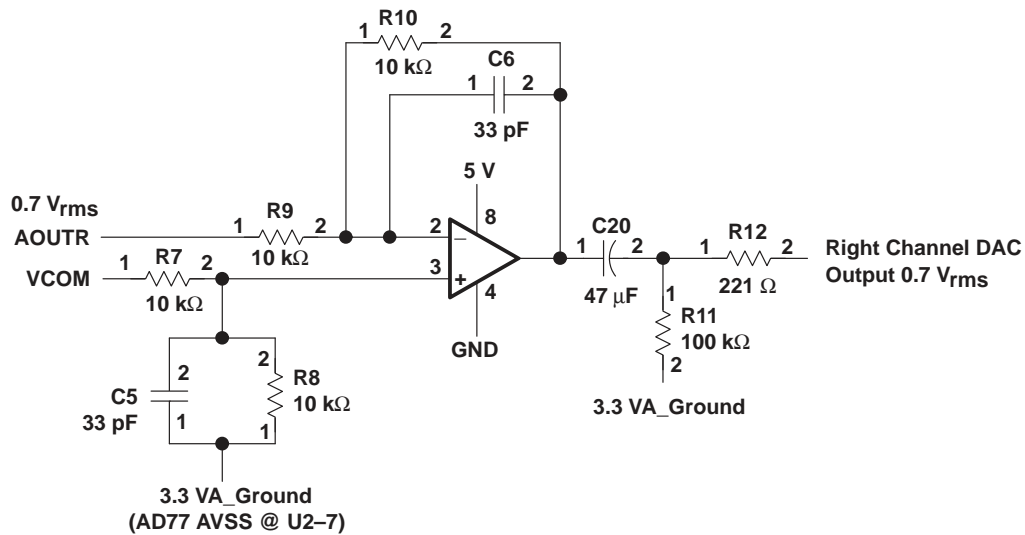 R10
1
2
10 kΩ
C6
1
2
33 pF
5 V
0.7 Vrms
AOUTR
1
R9
2
10 kΩ
2
–
8
VCOM
1
R7
2
10 kΩ
3
+
4
GND
1
C20
2
47 μF
1
R12
2
221 Ω
Right Channel DAC
Output 0.7 Vrms
1
R11
100 kΩ
2
3.3 VA_Ground
2
C5
33 pF
1
2
R8
10 kΩ
1
3.3 VA_Ground
(AD77 AVSS @ U2–7)